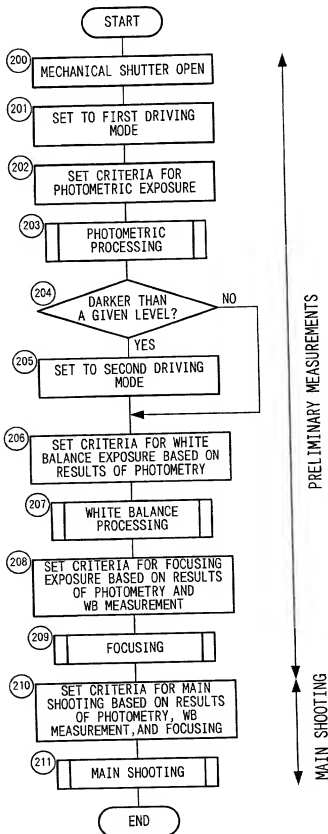 START
200
MECHANICAL SHUTTER OPEN
201
SET TO FIRST DRIVING
MODE
202
SET CRITERIA FOR
PHOTOMETRIC EXPOSURE
203
PHOTOMETRIC
PROCESSING
204
DARKER THAN
A GIVEN LEVEL?
NO
YES
205
SET TO SECOND DRIVING
MODE
206
SET CRITERIA FOR WHITE
BALANCE EXPOSURE BASED ON
RESULTS OF PHOTOMETRY
207
WHITE BALANCE
PROCESSING
208
SET CRITERIA FOR FOCUSING
EXPOSURE BASED ON RESULTS
OF PHOTOMETRY AND
WB MEASUREMENT
209
FOCUSING
210
SET CRITERIA FOR MAIN
SHOOTING BASED ON RESULTS
OF PHOTOMETRY, WB
MEASUREMENT,AND FOCUSING
211
MAIN SHOOTING
END
PRELIMINARY MEASUREMENTS
MAIN SHOOTING